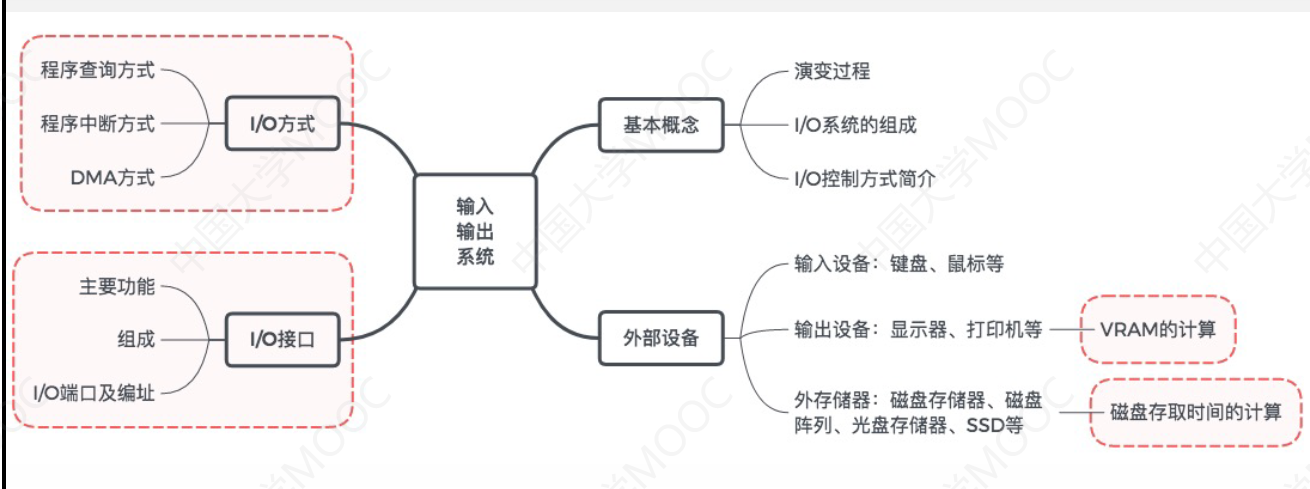 程序查询方式
程序中断方式
DMA方式
I/O方式
主要功能
组成
I/O端口及编址
I/O接口
输入
输出
系统
基本概念
演变过程
I/O系统的组成
I/O控制方式简介
外部设备
输入设备：键盘、鼠标等
输出设备：显示器、打印机等
VRAM的计算
外存储器：磁盘存储器、磁盘
阵列、光盘存储器、SSD等
磁盘存取时间的计算
中国大学MOOC